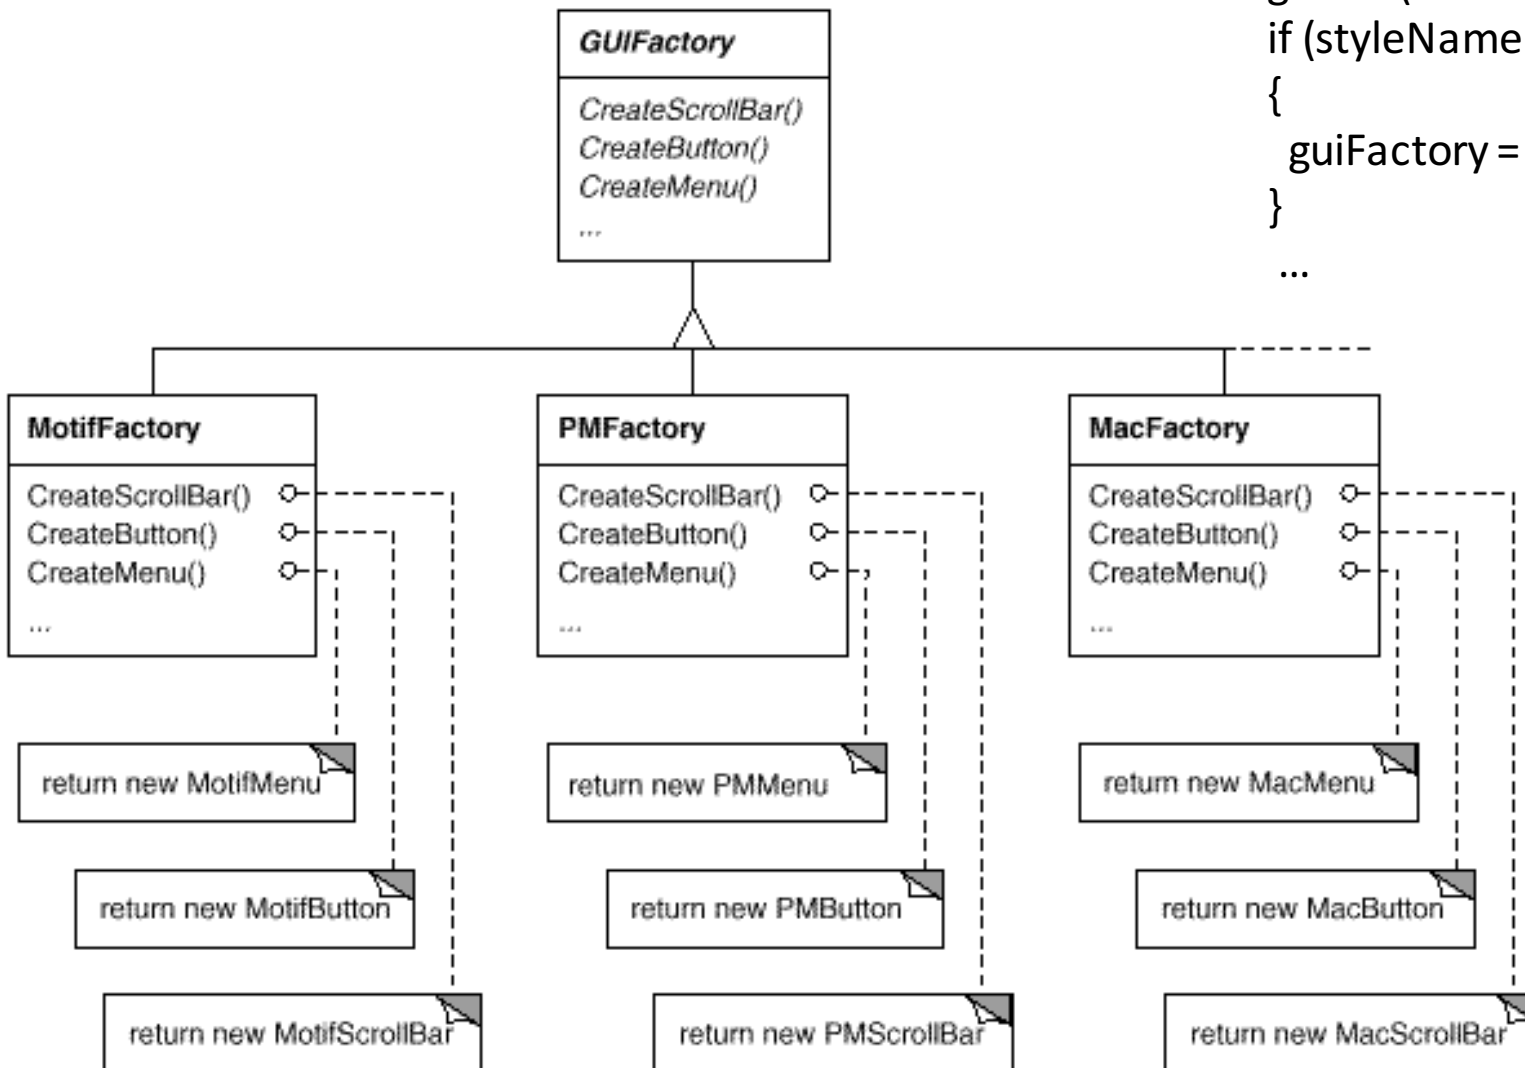 GUIFactory
CreateScrollBar()
CreateButton()
CreateMenu()
...
if (styleName
{
guiFactory =
}
...
MotifFactory
CreateScrollBar()
CreateButton()
CreateMenu()
...
PMFactory
CreateScrollBar()
CreateButton()
CreateMenu()
...
MacFactory
CreateScrollBar()
CreateButton()
CreateMenu()
...
return new MotifMenu
return new PMMenu
return new MacMenu
return new MotifButton
return new PMButton
return new MacButton
return new MotifScrollBar
return new PMScrollBar
return new MacScrollBar